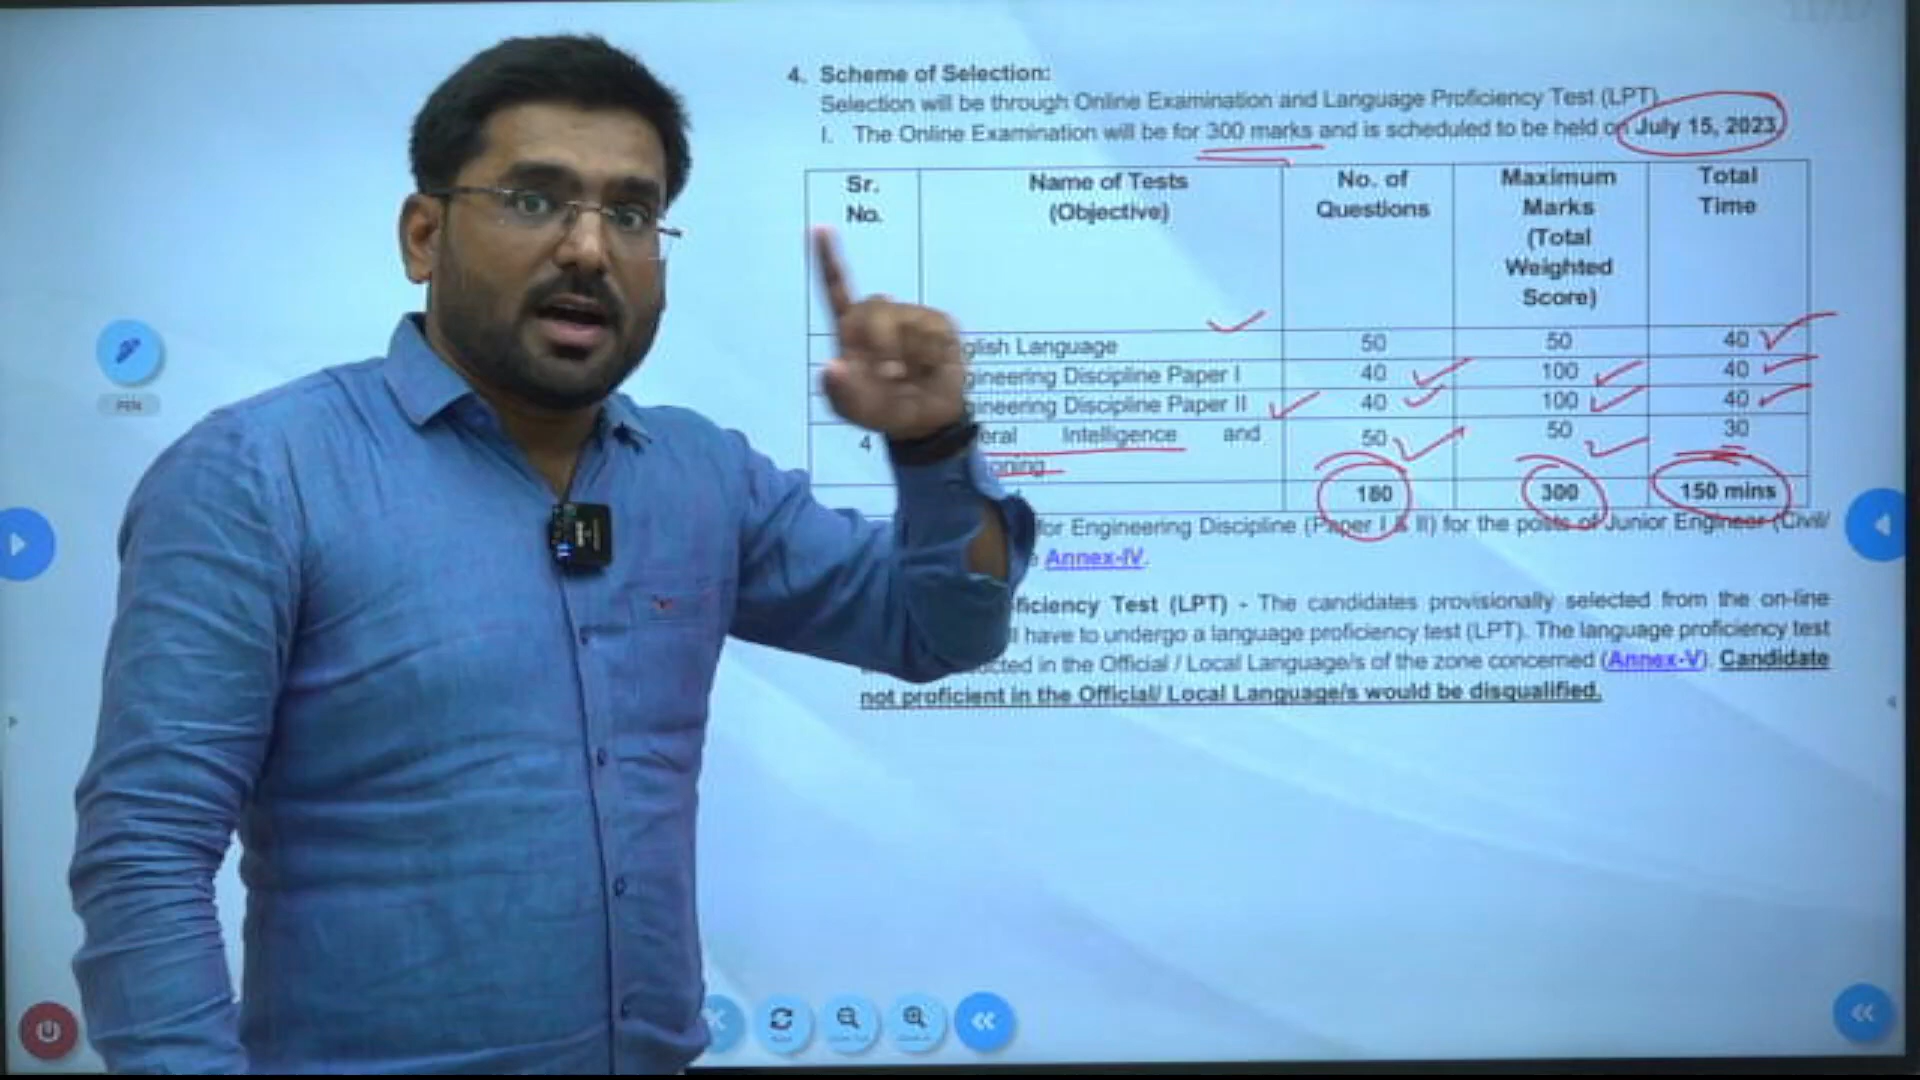 4. Scheme of Selection:
Selection will be through Online Examination and Language Proficiency Test (LPT)
I. The Online Examination will be for 300 marks and is scheduled to be held on July 15, 2023
Sr. No. Name of Tests (Objective) No. of Questions Maximum Marks (Total Weighted Score) Total Time
glish Language 50 50 40
gineering Discipline Paper I 40 100 40
gineering Discipline Paper II 40 100 40
4 eral Intelligence and 50 50 30
oning
180 300 150 mins
for Engineering Discipline (Paper I & II) for the posts of Junior Engineer (Civil/
Annex-IV.
ficiency Test (LPT) - The candidates provisionally selected from the on-line
ll have to undergo a language proficiency test (LPT). The language proficiency test
cted in the Official / Local Language/s of the zone concerned (Annex-V). Candidate
not proficient in the Official/ Local Language/s would be disqualified.
PEN